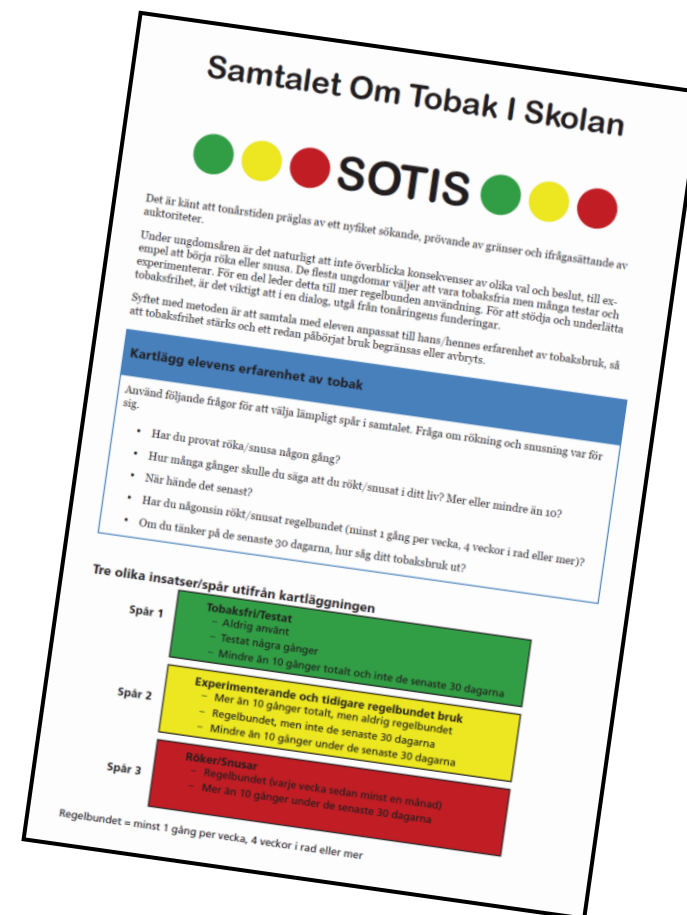 Samtalet Om Tobak I Skolan
SOTIS
Det är känt att tonårstiden präglas av ett nyfiket sökande, prövande av gränser och ifrågasättande av
auktoriteter.
Under ungdomsåren är det naturligt att inte överblicka konsekvenser av olika val och beslut, till ex-
empel att börja röka eller snusa. De flesta ungdomar väljer att vara tobaksfria men många testar och
experimenterar. För en del leder detta till mer regelbunden användning. För att stödja och underlätta
tobaksfrihet, är det viktigt att i en dialog, utgå från tonåringens funderingar.
Syftet med metoden är att samtala med eleven anpassat till hans/hennes erfarenhet av tobaksbruk, så
att tobaksfrihet stärks och ett redan påbörjat bruk begränsas eller avbryts.
Kartlägg elevens erfarenhet av tobak
Använd följande frågor för att välja lämpligt spår i samtalet. Fråga om rökning och snusning var för
sig.
• Har du provat röka/snusa någon gång?
• Hur många gånger skulle du säga att du rökt/snusat i ditt liv? Mer eller mindre än 10?
• När hände det senast?
• Har du någonsin rökt/snusat regelbundet (minst 1 gång per vecka, 4 veckor i rad eller mer)?
• Om du tänker på de senaste 30 dagarna, hur såg ditt tobaksbruk ut?
Tre olika insatser/spår utifrån kartläggningen
Spår 1
Tobaksfri/Testat
– Aldrig använt
– Testat några gånger
– Mindre än 10 gånger totalt och inte de senaste 30 dagarna
Spår 2
Experimenterande och tidigare regelbundet bruk
– Mer än 10 gånger totalt, men aldrig regelbundet
– Regelbundet, men inte de senaste 30 dagarna
– Mindre än 10 gånger under de senaste 30 dagarna
Spår 3
Röker/Snusar
– Regelbundet (varje vecka sedan minst en månad)
– Mer än 10 gånger under de senaste 30 dagarna
Regelbundet = minst 1 gång per vecka, 4 veckor i rad eller mer